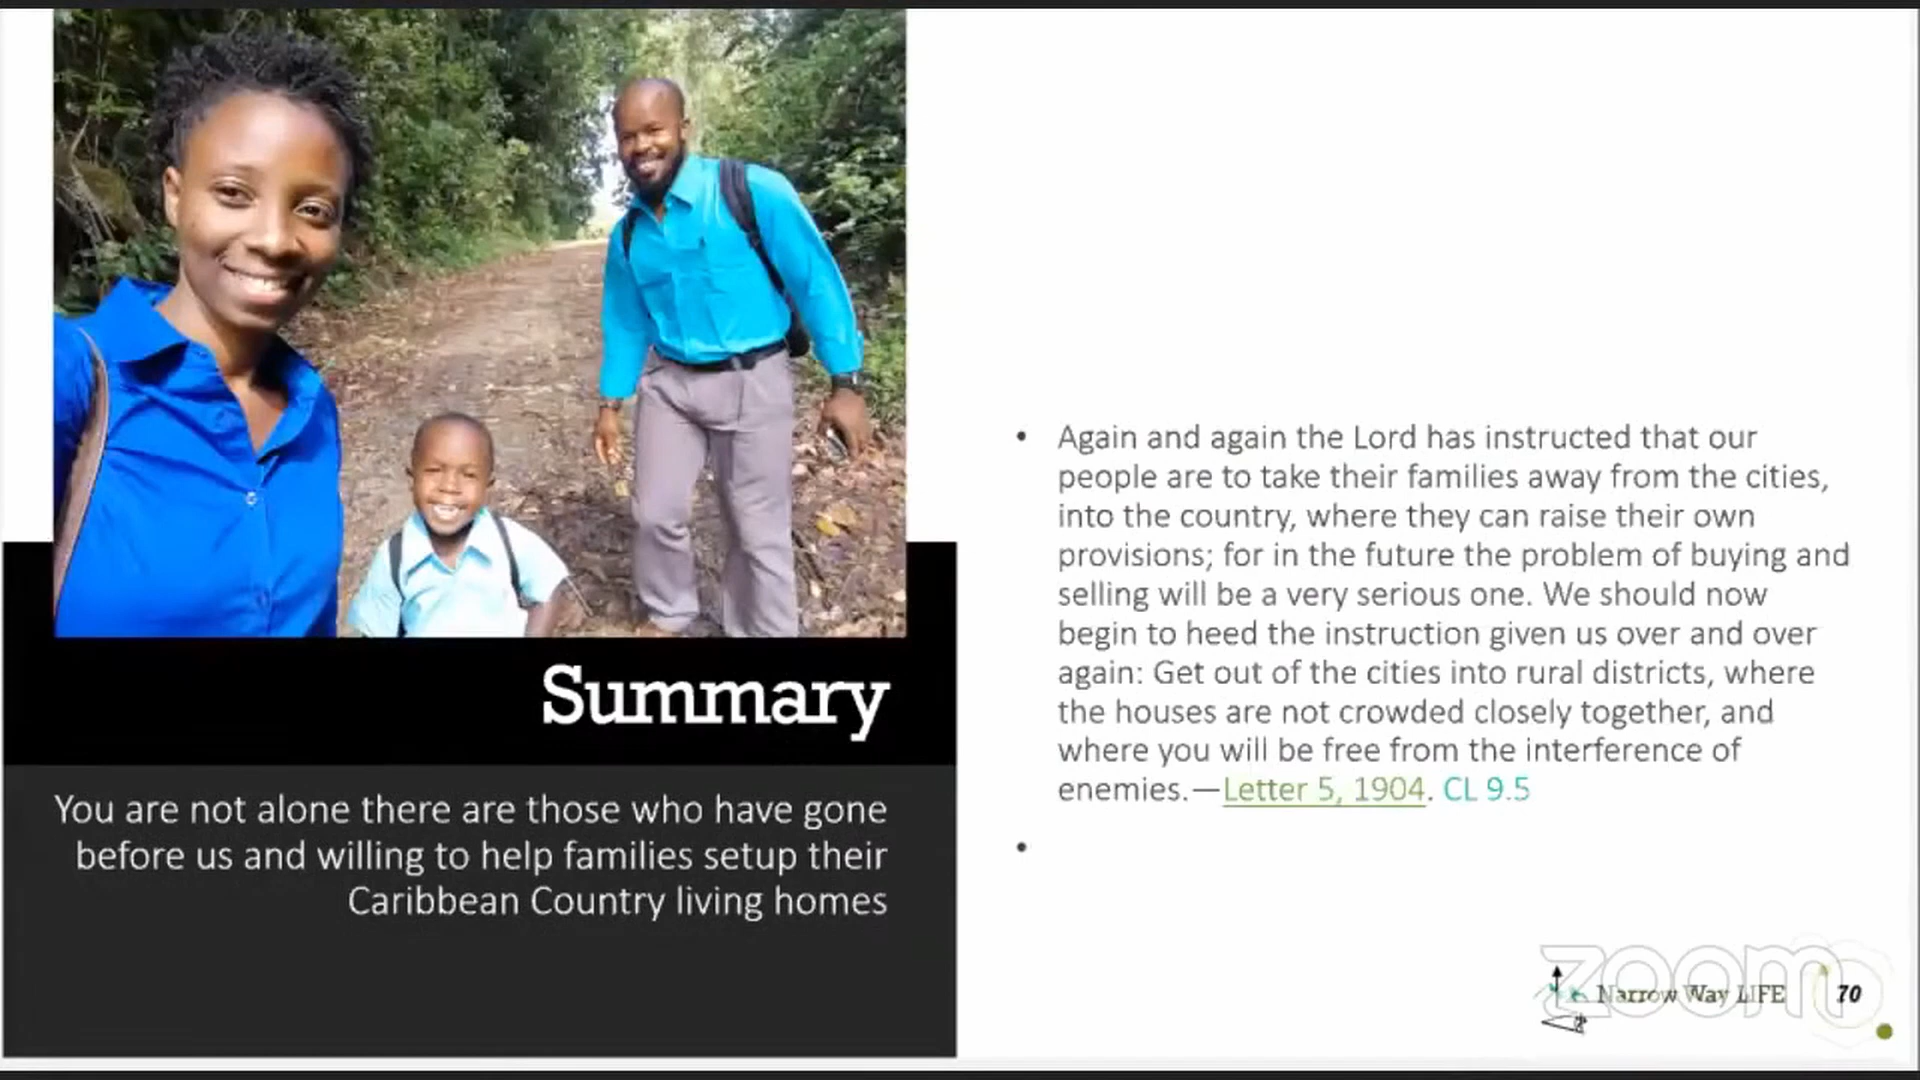 Summary
You are not alone there are those who have gone
before us and willing to help families setup their
Caribbean Country living homes
• Again and again the Lord has instructed that our
people are to take their families away from the cities,
into the country, where they can raise their own
provisions; for in the future the problem of buying and
selling will be a very serious one. We should now
begin to heed the instruction given us over and over
again: Get out of the cities into rural districts, where
the houses are not crowded closely together, and
where you will be free from the interference of
enemies.—Letter 5, 1904. CL 9.5
•
zoom
Narrow Way LIFE
70